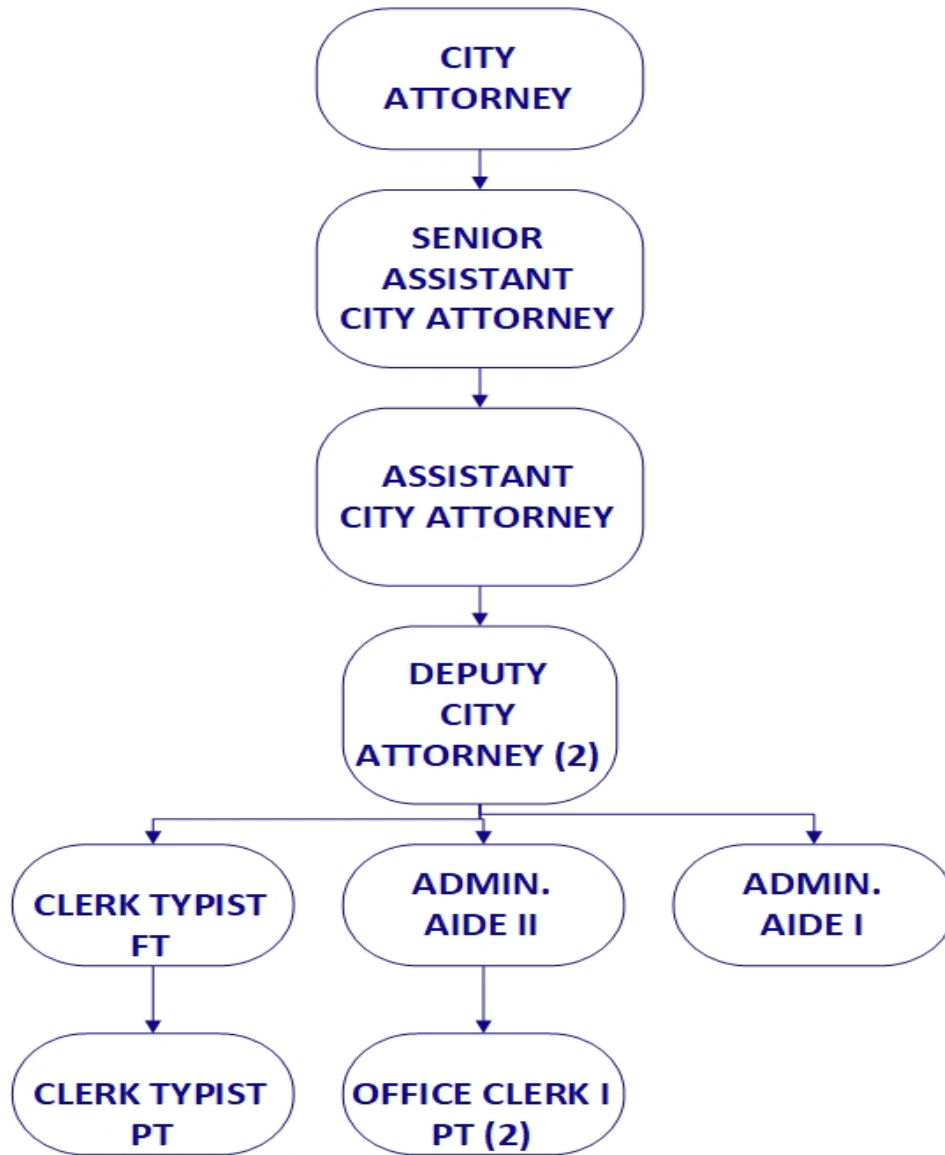 CITY
ATTORNEY
SENIOR
ASSISTANT
CITY ATTORNEY
ASSISTANT
CITY ATTORNEY
DEPUTY
CITY
ATTORNEY (2)
CLERK TYPIST
FT
ADMIN.
AIDE II
ADMIN.
AIDE I
CLERK TYPIST
PT
OFFICE CLERK I
PT (2)